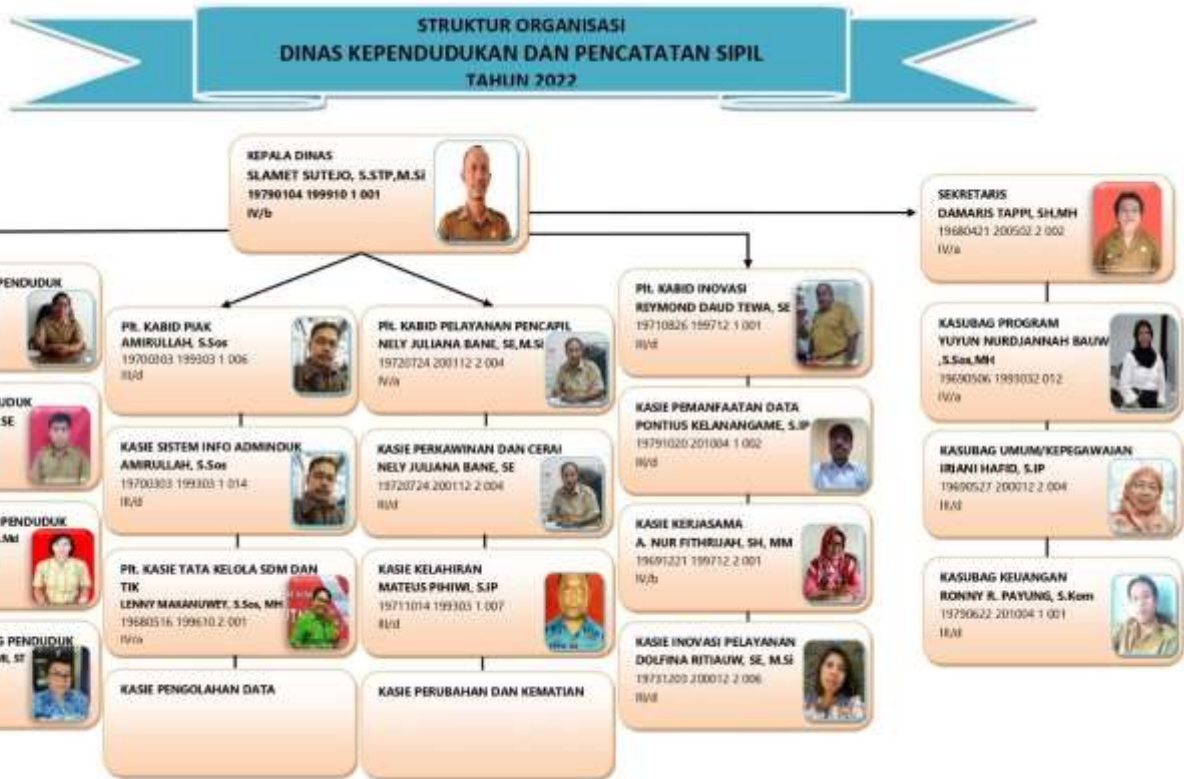 STRUKTUR ORGANISASI
DINAS KEPENDUDUKAN DAN PENCATATAN SIPIL
TAHUN 2022
KEPALA DINAS
SLAMET SUTEJO, S.STP,M.Si
19790104 199910 1 001
IV/b
SEKRETARIS
DAMARIS TAPPI, SH,MH
19680421 200502 2 002
IV/a
PENDUDUK
Plt. KABID PIAK
AMIRULLAH, S.Sos
19700303 199303 1 006
III/d
Plt. KABID PELAYANAN PENCAPIL
NELY JULIANA BANE, SE,M.Si
19720724 200112 2 004
IV/a
Plt. KABID INOVASI
REYMOND DAUD TEWA, SE
19710826 199712 1 001
III/d
KASUBAG PROGRAM
YUYUN NURDJANNAH BAUW
,S.Sos,MH
19690506 1993032 012
IV/a
UDUK
SE
KASIE SISTEM INFO ADMINDUK
AMIRULLAH, S.Sos
19700303 199303 1 014
III/d
KASIE PERKAWINAN DAN CERAI
NELY JULIANA BANE, SE
19720724 200112 2 004
III/d
KASIE PEMANFAATAN DATA
PONTIUS KELANANGAME, S.IP
19791020 201004 1 002
III/d
KASUBAG UMUM/KEPEGAWAIAN
IRIANI HAFID, S.IP
19690527 200012 2 004
III/d
PENDUDUK
.Md
Plt. KASIE TATA KELOLA SDM DAN
TIK
LENNY MAKANUWEY, S.Sos, MH
19680516 199610 2 001
IV/a
KASIE KELAHIRAN
MATEUS PIHIWI, S.IP
19711014 199303 1 007
III/d
KASIE KERJASAMA
A. NUR FITHRIJAH, SH, MM
19691221 199712 2 001
IV/b
KASUBAG KEUANGAN
RONNY R. PAYUNG, S.Kom
19790622 201004 1 001
III/d
G PENDUDUK
ST
KASIE PENGOLAHAN DATA
KASIE PERUBAHAN DAN KEMATIAN
KASIE INOVASI PELAYANAN
DOLFINA RITIAUW, SE, M.Si
19731203 200012 2 006
III/d